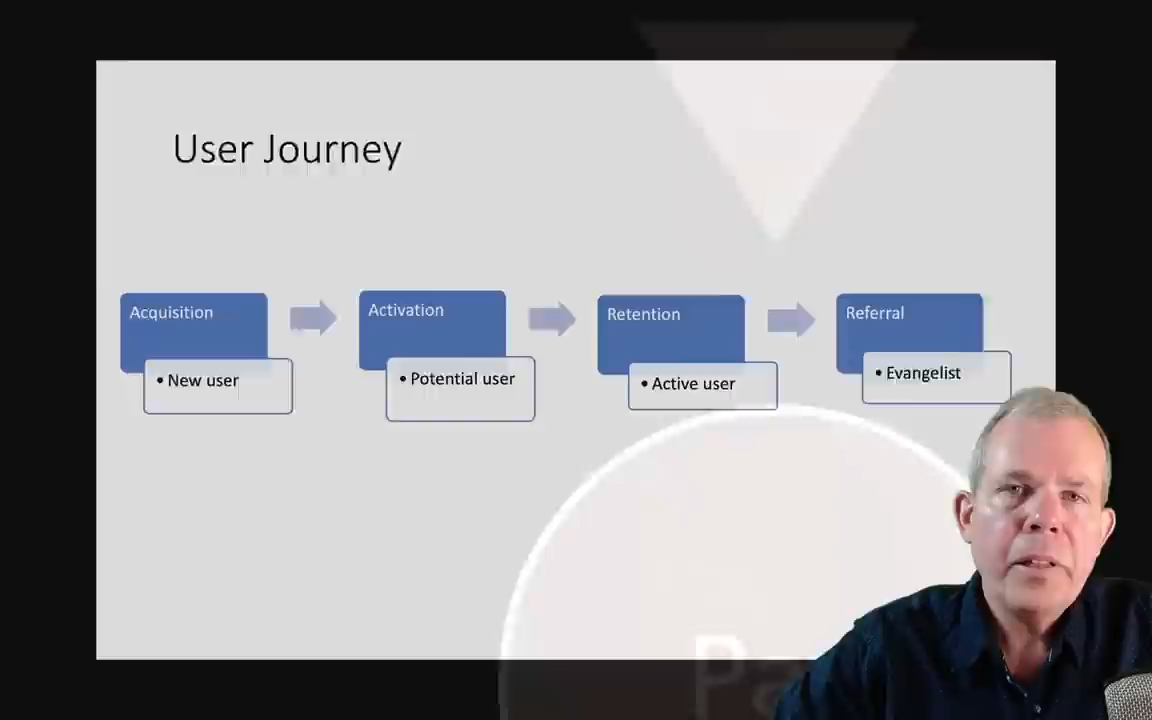 User Journey
Acquisition
• New user
Activation
• Potential user
Retention
• Active user
Referral
• Evangelist